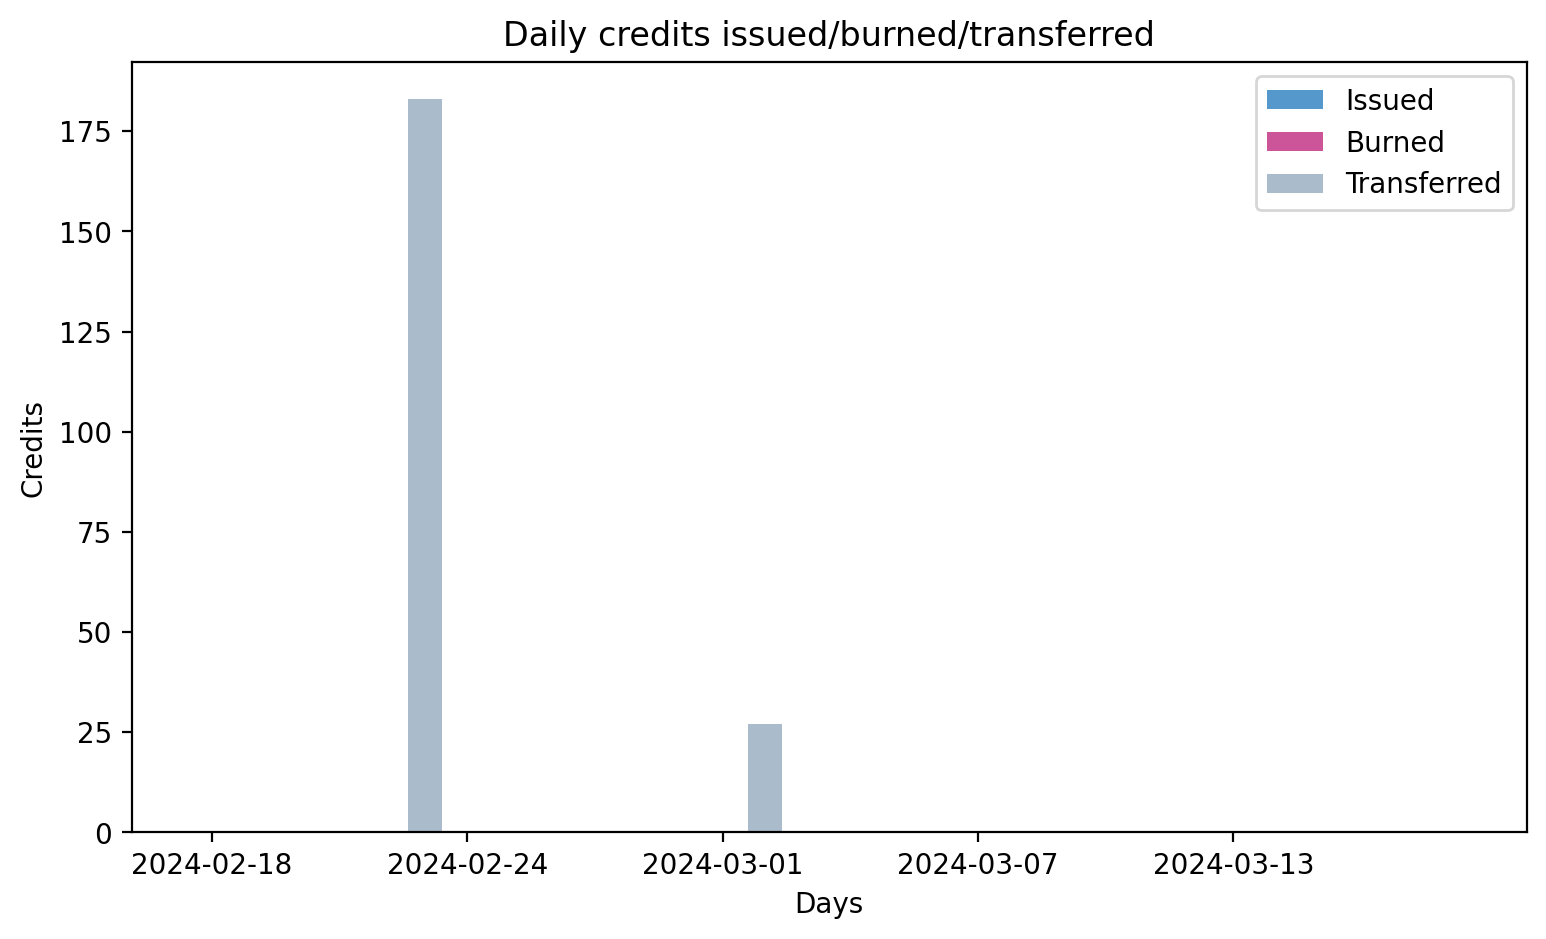 Daily credits issued/burned/transferred
Issued
Burned
Transferred
Credits
175
150
125
100
75
50
25
0
2024-02-18
2024-02-24
2024-03-01
2024-03-07
2024-03-13
Days